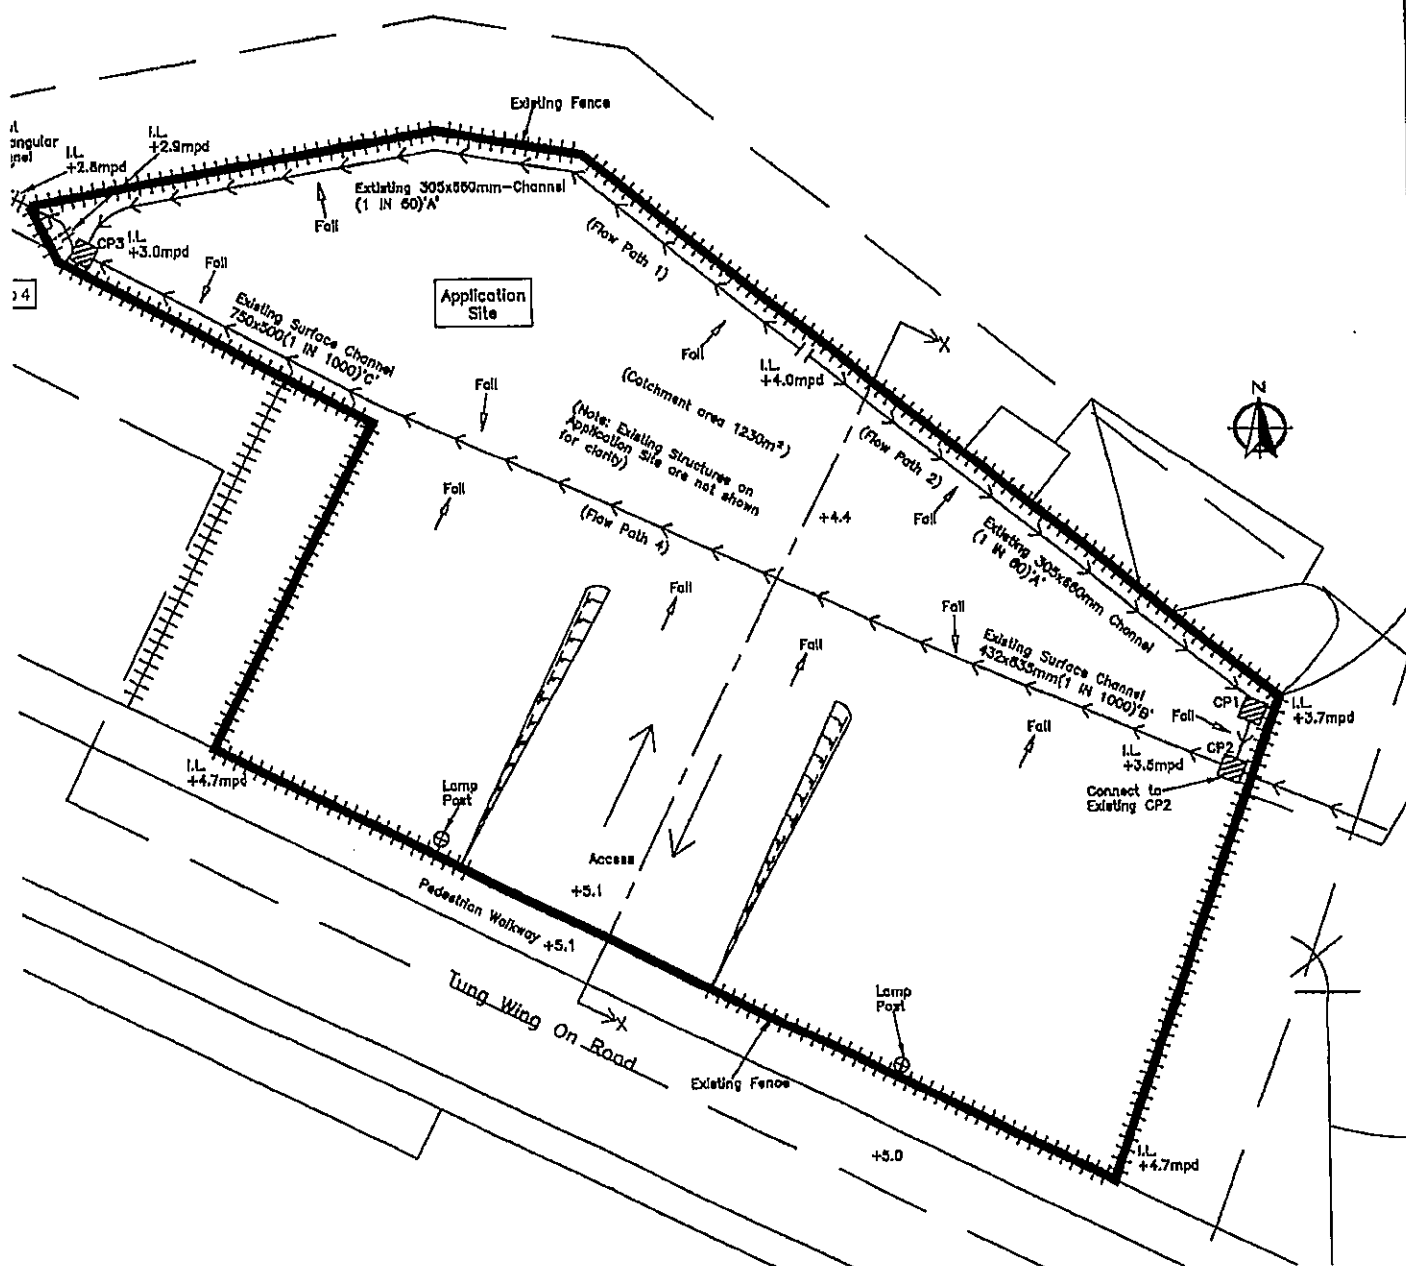 Existing Fence
angular
I.L.
+2.9mpd
I.L.
+2.8mpd
Existing 305x660mm-Channel
(1 IN 60)'A'
Fall
CP3
I.L.
+3.0mpd
Fall
(Flow Path 1)
Application
Site
Existing Surface Channel
750x500(1 IN 1000)'C'
Fall
I.L.
+4.0mpd
X
N
(Catchment area 1230m²)
Fall
(Note: Existing Structures on
Application Site are not shown
for clarity)
(Flow Path 2)
Fall
Fall
+4.4
(Flow Path 4)
Existing 305x660mm Channel
(1 IN 60)'A'
Fall
Fall
Fall
Existing Surface Channel
432x635mm(1 IN 1000)'B'
CP1
I.L.
+3.7mpd
Fall
Fall
CP2
I.L.
Connect to
Existing CP2
I.L.
+4.7mpd
Lamp
Post
Access
+5.1
Pedestrian Walkway +5.1
Tung Wing On Road
X
Lamp
Post
Existing Fence
+5.0
I.L.
+4.7mpd